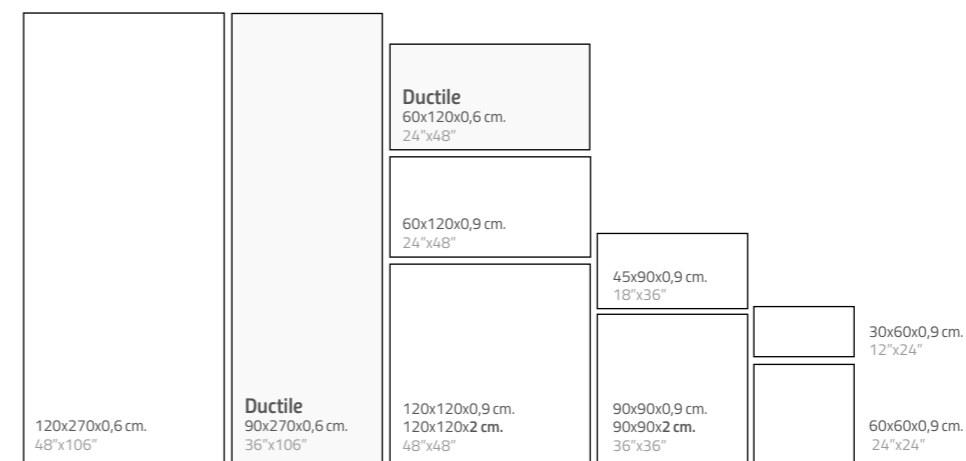 120x270x0,6 cm.
48”x106”
Ductile
90x270x0,6 cm.
36”x106”
Ductile
60x120x0,6 cm.
24”x48”
60x120x0,9 cm.
24”x48”
120x120x0,9 cm.
120x120x2 cm.
48”x48”
45x90x0,9 cm.
18”x36”
90x90x0,9 cm.
90x90x2 cm.
36”x36”
30x60x0,9 cm.
12”x24”
60x60x0,9 cm.
24”x24”